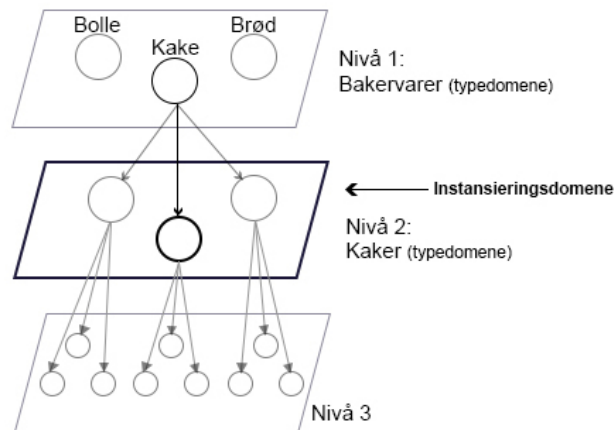 Bolle
Kake
Brød
Nivå 1:
Bakervarer (typedomene)
Instansieringsdomene
Nivå 2:
Kaker (typedomene)
Nivå 3